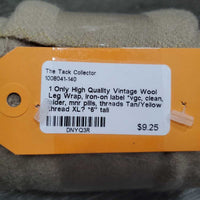 The Tack Collector
1008041-140
1 Only High Quality Vintage Wool
Leg Wrap, iron-on label *vgc, clean,
older, mnr pills, threads Tan/Yellow
thread XL? *6" tall
DNYQ3R
$9.25